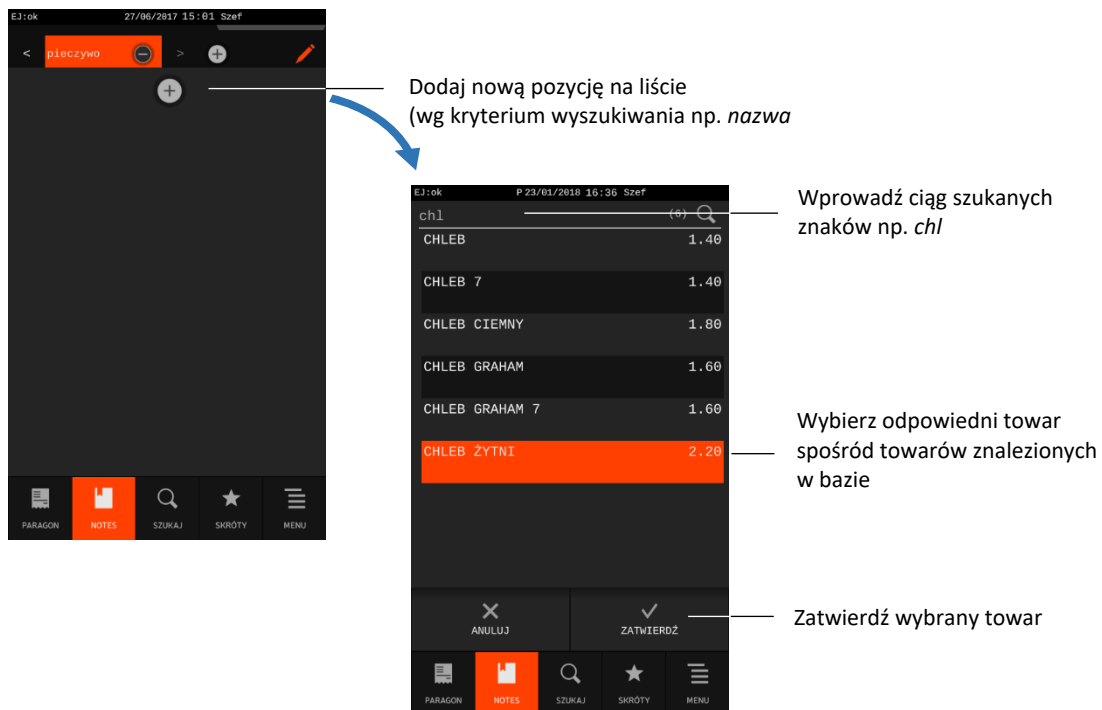 EJ:ok 27/06/2017 15:01 Szef
< pieczywo >
Dodaj nową pozycję na liście
(wg kryterium wyszukiwania np. nazwa
PARAGON NOTES SZUKAJ SKRÓTY MENU
EJ:ok P 23/01/2018 16:36 Szef
chl (6)
Wprowadź ciąg szukanych
znaków np. chl
CHLEB 1.40
CHLEB 7 1.40
CHLEB CIEMNY 1.80
CHLEB GRAHAM 1.60
CHLEB GRAHAM 7 1.60
CHLEB ŻYTNI 2.20
Wybierz odpowiedni towar
spośród towarów znalezionych
w bazie
ANULUJ ZATWIERDŹ
Zatwierdź wybrany towar
PARAGON NOTES SZUKAJ SKRÓTY MENU